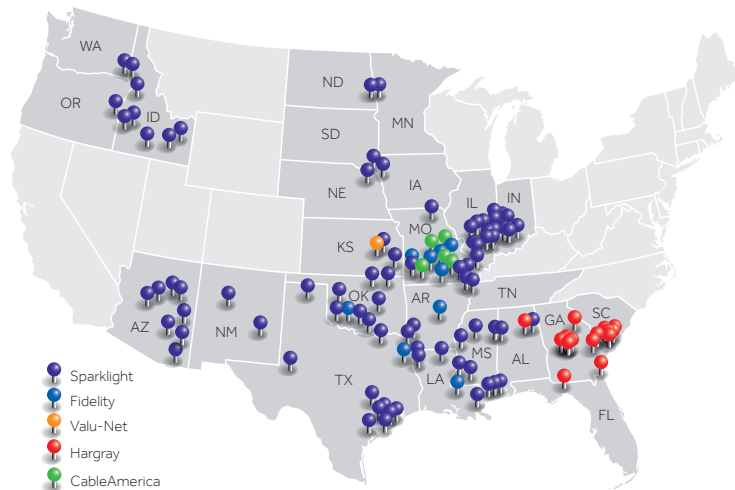 WA
ND
MN
OR
ID
SD
NE
IA
IL
IN
MO
KS
OK
AR
TN
AZ
NM
GA
SC
MS
AL
TX
LA
FL
Sparklight
Fidelity
Valu-Net
Hargray
CableAmerica